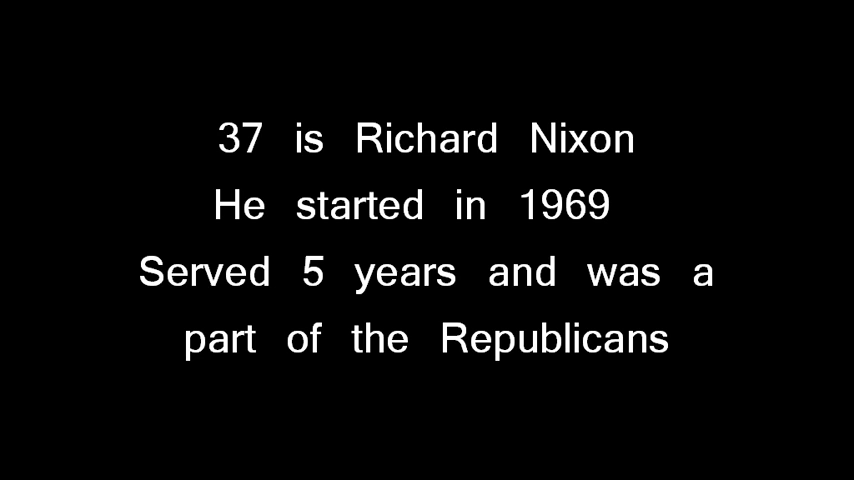 37 is Richard Nixon
He started in 1969
Served 5 years and was a
part of the Republicans